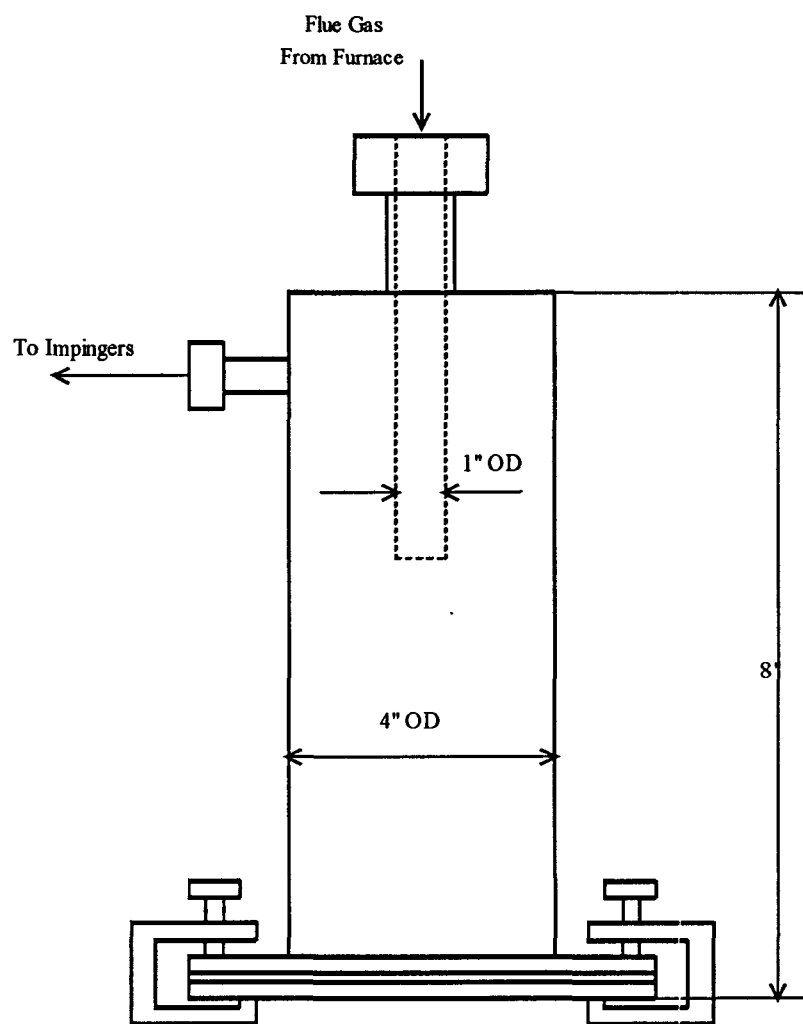 Flue Gas
From Furnace
To Impingers
1" OD
8"
4" OD